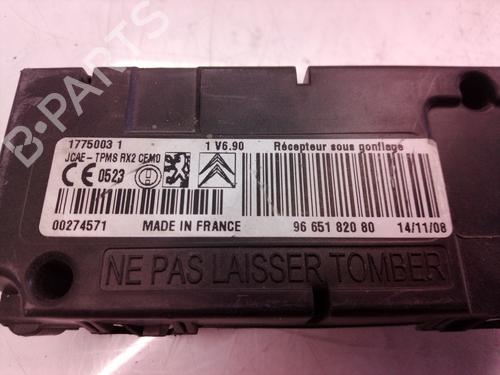 B-PARTS
1775003 1 1 V6.90 Récepteur sous gonflage
JCAE-TPMS RX2 CEM0
CE 0523
00274571 MADE IN FRANCE 96 651 820 80 14/11/08
NE PAS LAISSER TOMBER